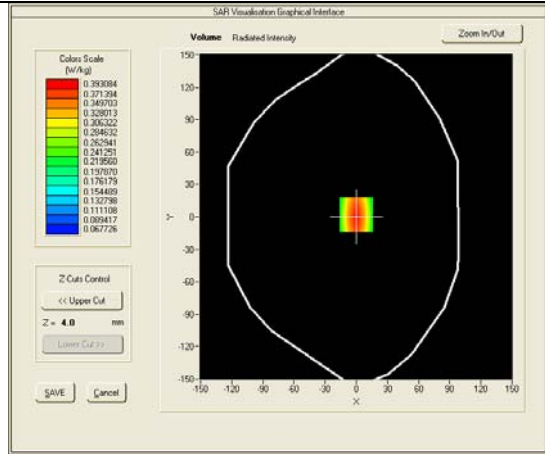 SAR Visualisation Graphical Interface
Volume Radiated Intensity
Zoom In/Out
Colors Scale
(W/kg)
0.393084
0.371394
0.349703
0.328013
0.306322
0.284632
0.262941
0.241251
0.219560
0.197870
0.176179
0.154489
0.132798
0.111108
0.089417
0.067726
Z-Cuts Control
<< Upper Cut
Z = 4.0 mm
Lower Cut >>
SAVE
Cancel
150
120
90
60
30
0
-30
-60
-90
-120
-150
Y
-150 -120 -90 -60 -30 0 30 60 90 120 150
X